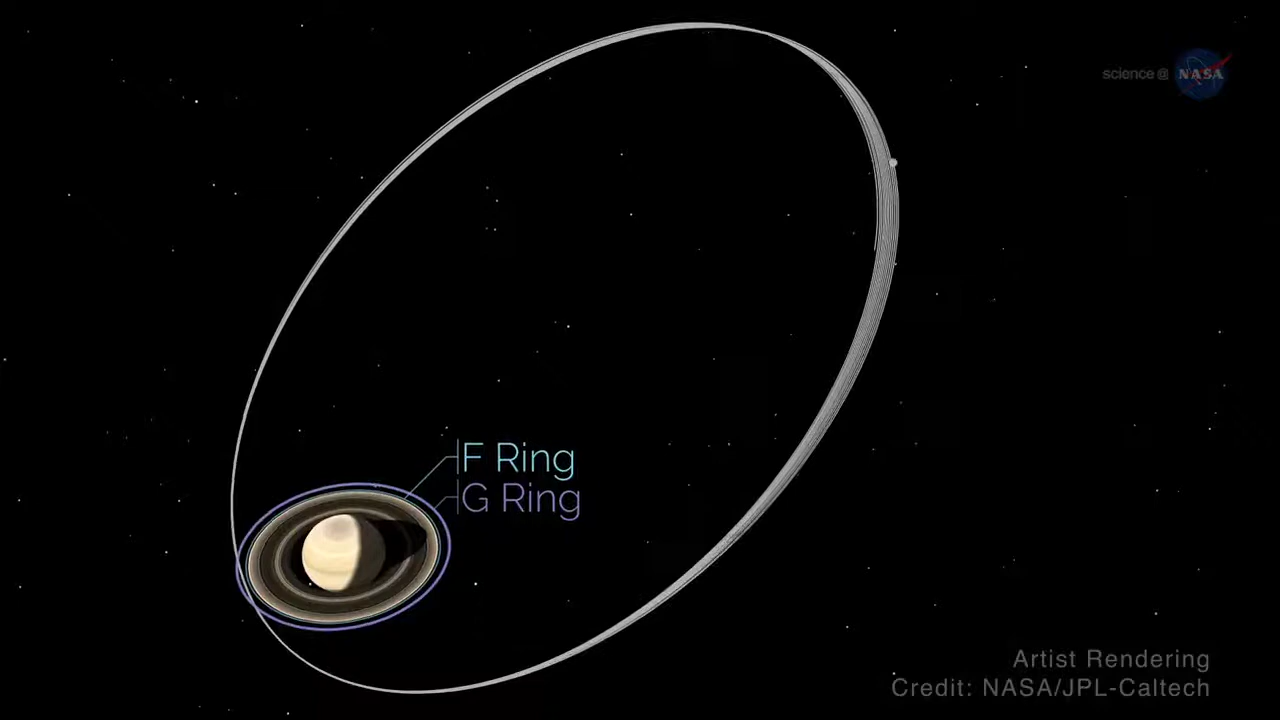 science@ NASA
F Ring
G Ring
Artist Rendering
Credit: NASA/JPL-Caltech